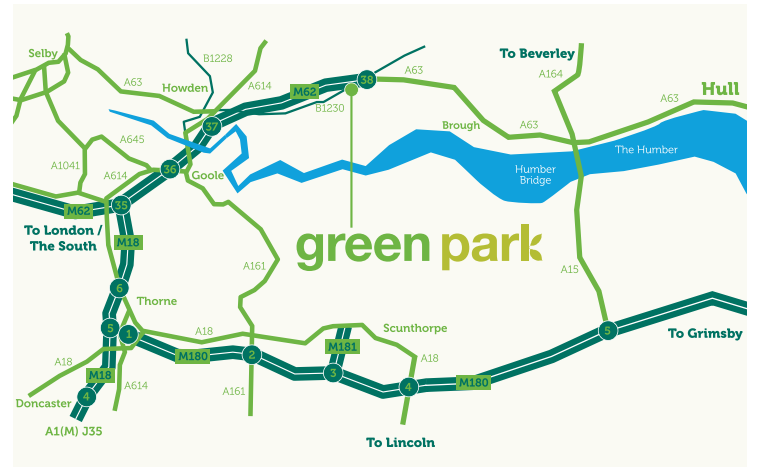 To Beverley
Selby
B1228
A63
Howden
A614
M62
38
A63
A164
Hull
A63
B1230
37
Brough
A63
A645
The Humber
A1041
A614
36
Goole
Humber
Bridge
M62
35
To London /
The South
M18
green park
A161
A15
6
Thorne
5
1
A18
Scunthorpe
5
To Grimsby
M181
M180
2
A18
A18
M18
3
4
M180
A614
A161
Doncaster
4
A1(M) J35
To Lincoln